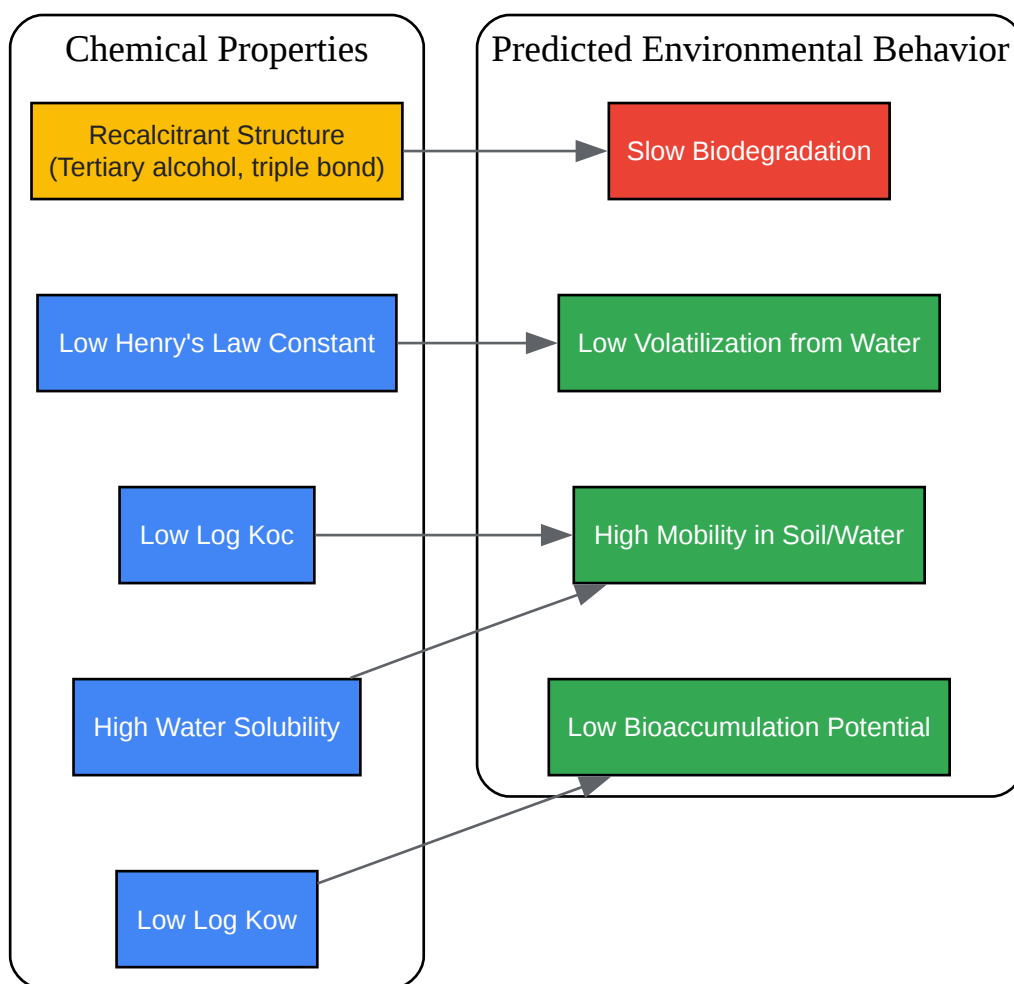 Chemical Properties
Recalcitrant Structure
(Tertiary alcohol, triple bond)
Low Henry's Law Constant
Low Log Koc
High Water Solubility
Low Log Kow
Predicted Environmental Behavior
Slow Biodegradation
Low Volatilization from Water
High Mobility in Soil/Water
Low Bioaccumulation Potential